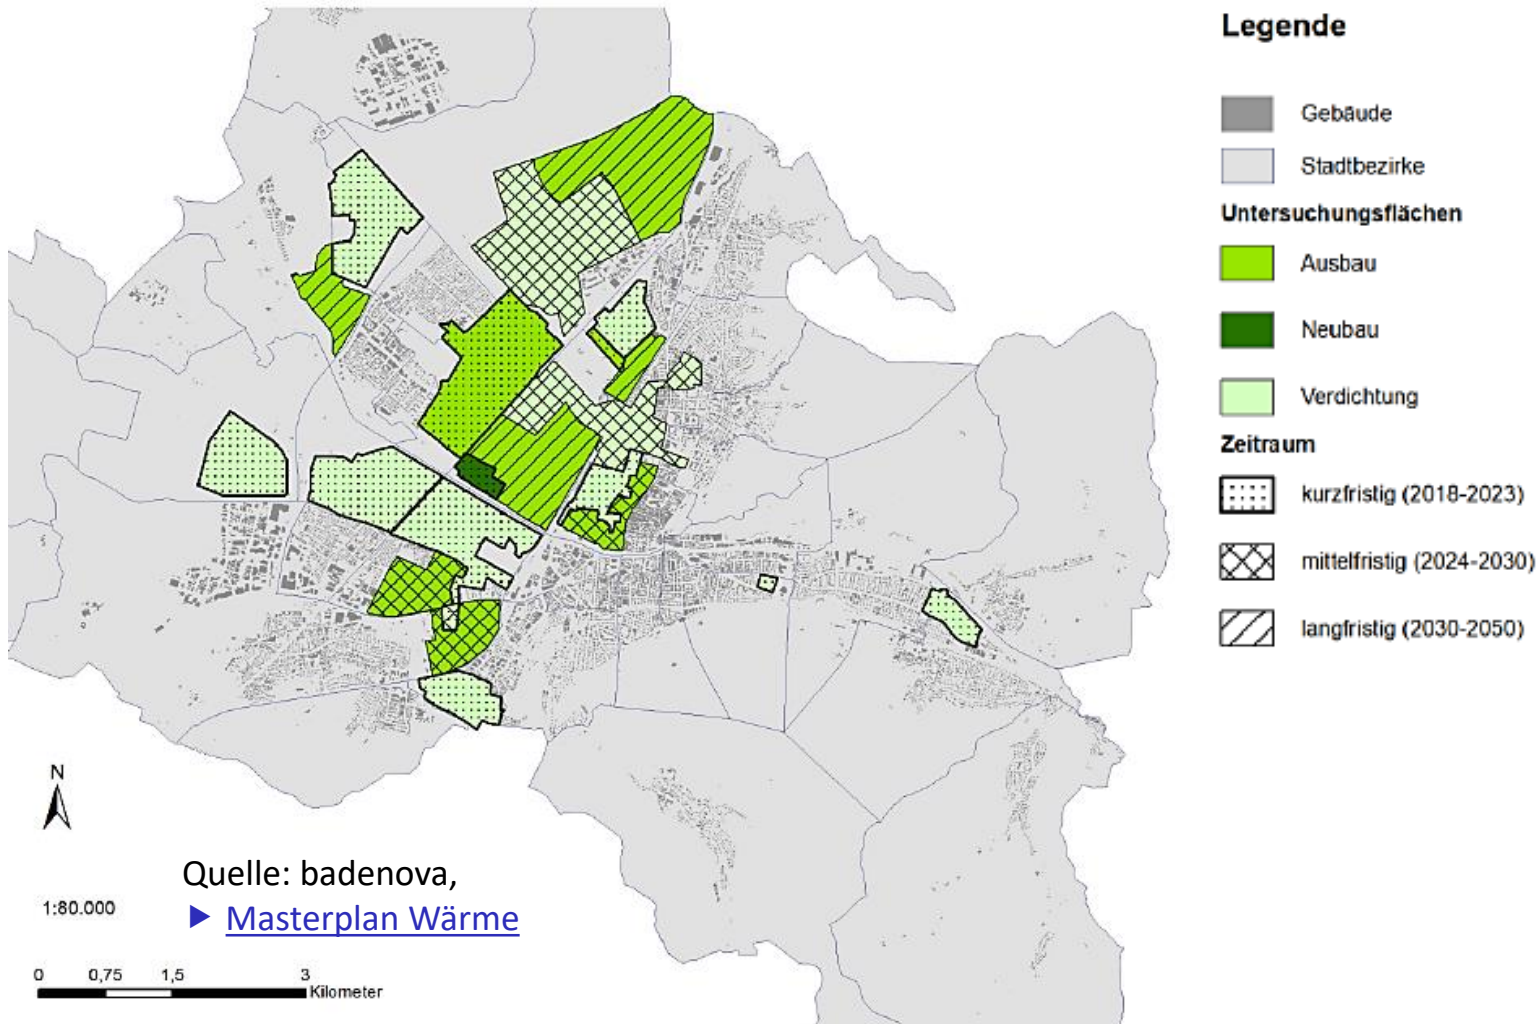 Legende
Gebäude
Stadtbezirke
Untersuchungsflächen
Ausbau
Neubau
Verdichtung
Zeitraum
kurzfristig (2018-2023)
mittelfristig (2024-2030)
langfristig (2030-2050)
N
1:80.000
Quelle: badenova,
▶ Masterplan Wärme
0 0,75 1,5 3
Kilometer